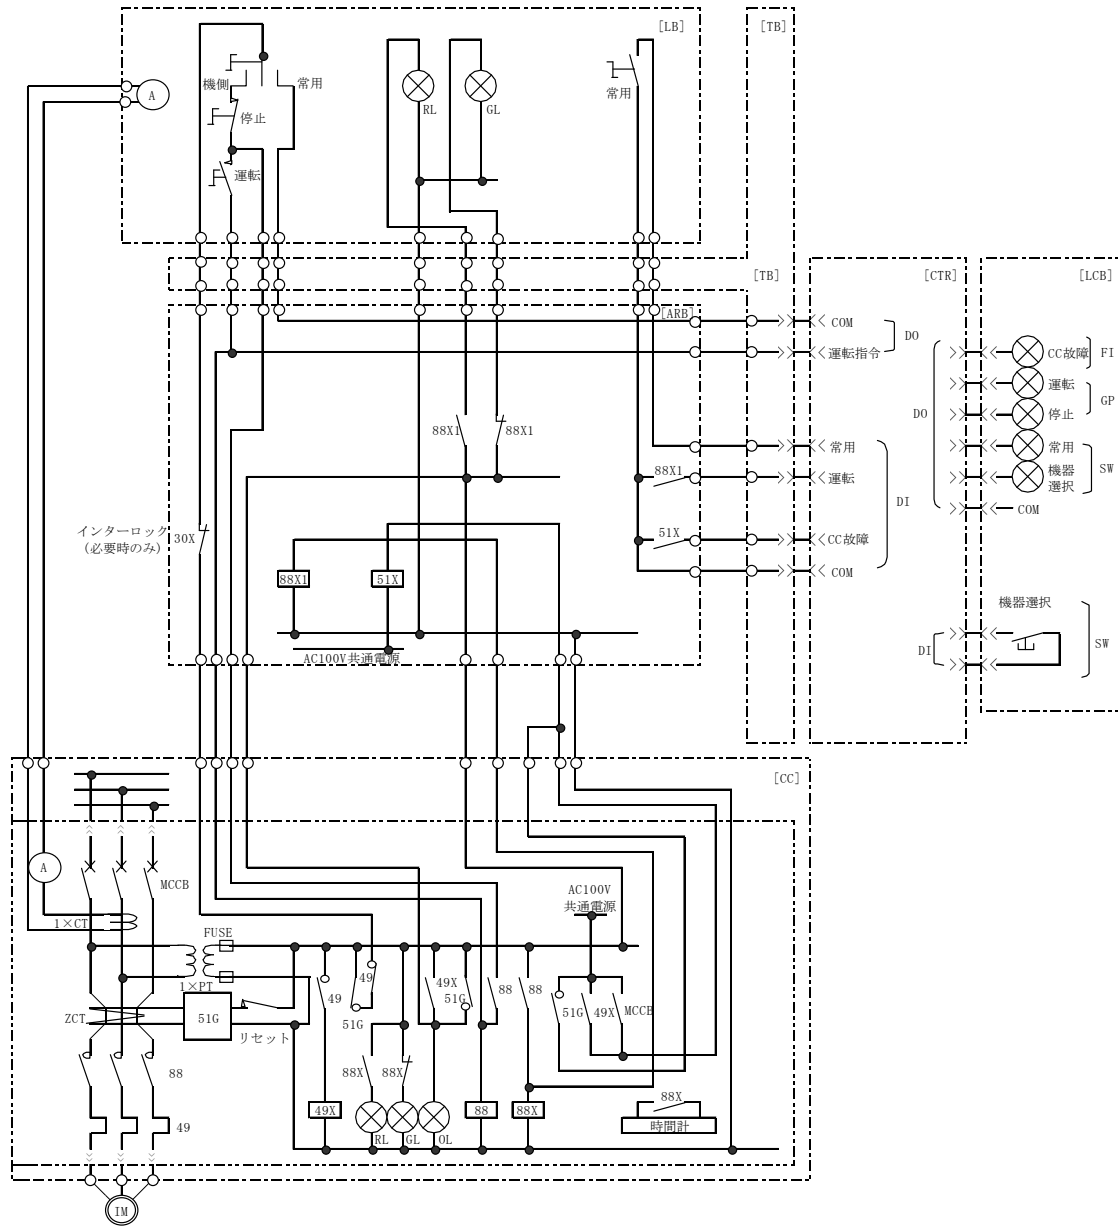 [LB]
[TB]
機側
常用
A
停止
運転
RL
GL
常用
[TB]
[CTR]
[LCB]
[ARB]
COM
DO
運転指令
CC故障
FI
運転
GP
停止
DO
88X1
88X1
常用
常用
SW
機器
選択
88X1
運転
DI
COM
インターロック
(必要時のみ)
30X
51X
CC故障
88X1
51X
COM
機器選択
DI
SW
AC100V共通電源
[CC]
A
MCCB
AC100V
共通電源
1×CT
FUSE
49X
49
88
88
49
51G
1×PT
51G
49X
MCCB
ZCT
51G
51G
リセット
88X
88X
88
49X
88
88X
88X
時間計
49
RL
GL
OL
IM